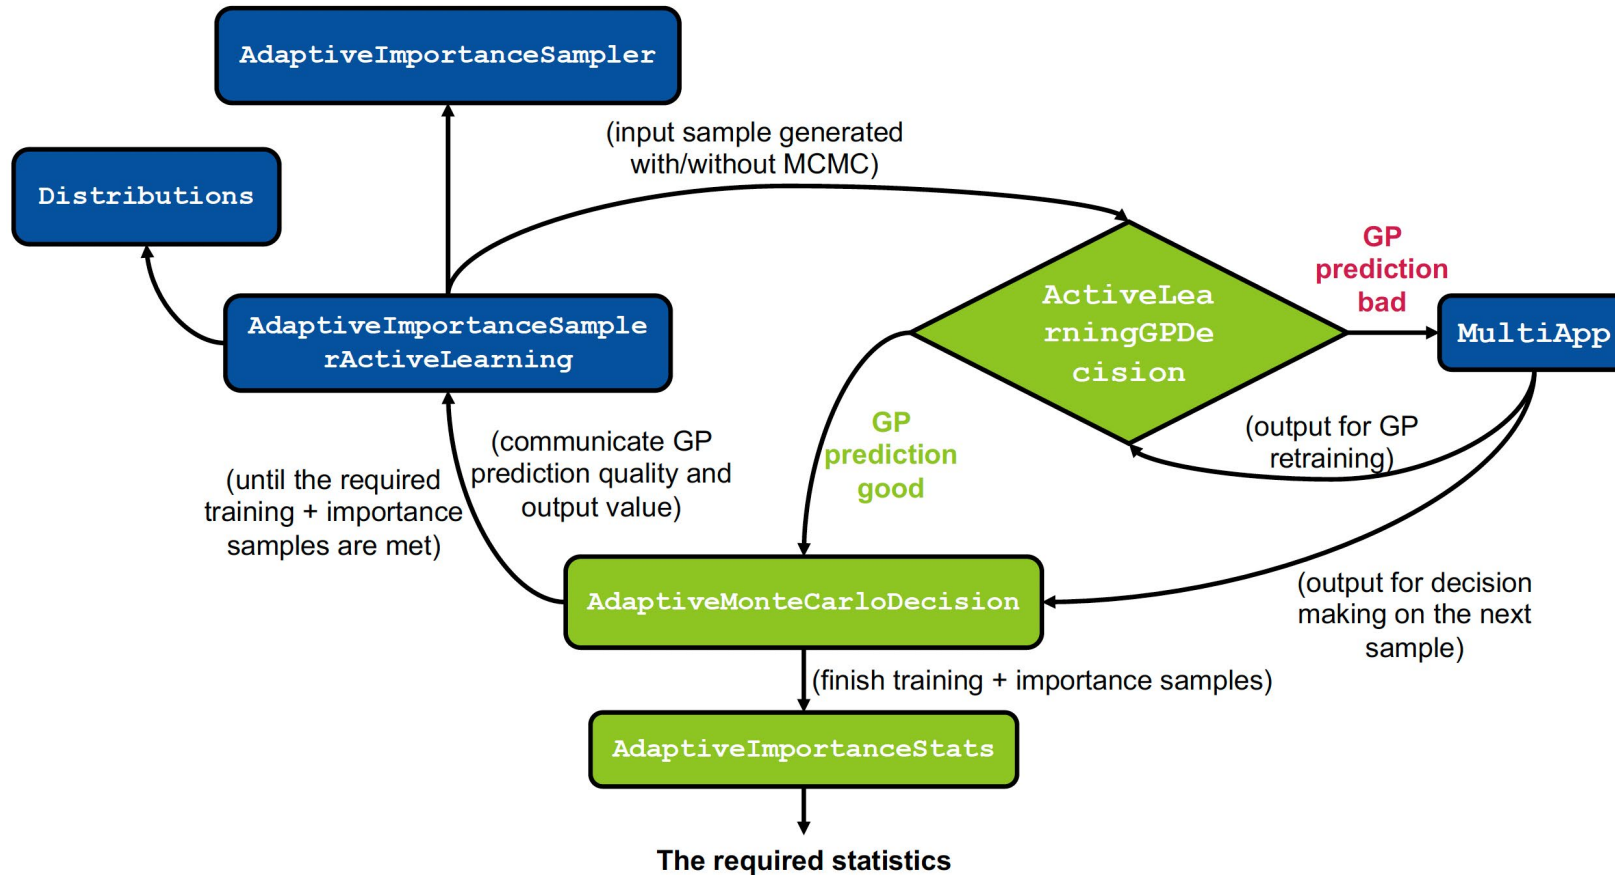 AdaptiveImportanceSampler
(input sample generated
with/without MCMC)
Distributions
GP
prediction
bad
ActiveLea
rningGPDe
cision
MultiApp
AdaptiveImportanceSample
rActiveLearning
GP
prediction
good
(output for GP
retraining)
(communicate GP
prediction quality and
output value)
(until the required
training + importance
samples are met)
AdaptiveMonteCarloDecision
(output for decision
making on the next
sample)
(finish training + importance samples)
AdaptiveImportanceStats
The required statistics